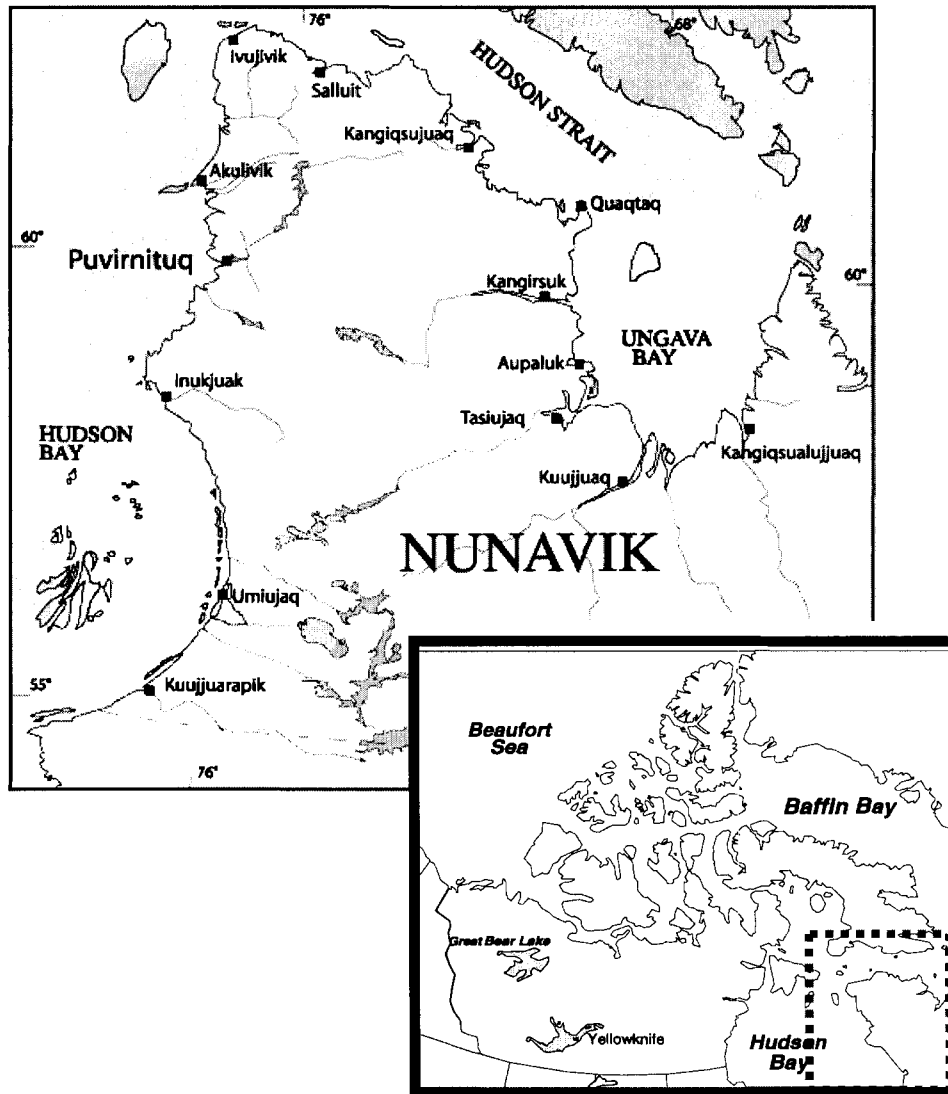 76°
68°
Ivujivik
Salluit
HUDSON STRAIT
Kangiqsujuaq
Akulivik
Quaqtaq
60°
Puvirnituq
Kangirsuk
60°
UNGAVA
BAY
Aupaluk
Inukjuak
Tasiujaq
HUDSON
BAY
Kangiqsualujjuaq
Kuujjuaq
NUNAVIK
Umiujaq
55°
Kuujjuarapik
76°
Beaufort
Sea
Baffin Bay
Great Bear Lake
Yellowknife
Hudson
Bay